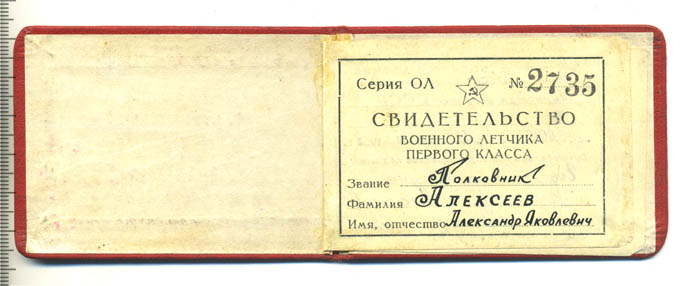 Серия ОЛ № 2735
СВИДЕТЕЛЬСТВО
ВОЕННОГО ЛЕТЧИКА
ПЕРВОГО КЛАССА
Звание Полковник
Фамилия Алексеев
Имя, отчество Александр Яковлевич